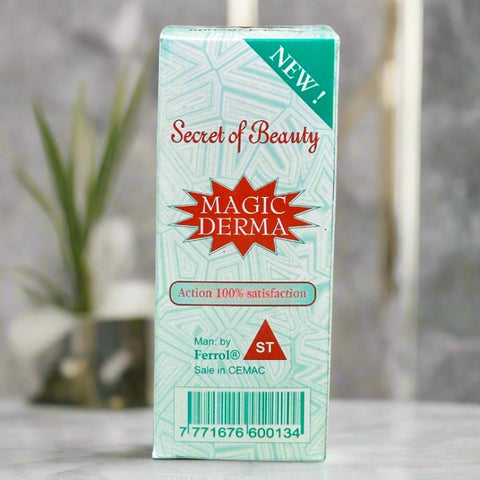 NEW !
Secret of Beauty
MAGIC
DERMA
Action 100% satisfaction
Man. by
Ferrol®
ST
Sale in CEMAC
7 771676 600134